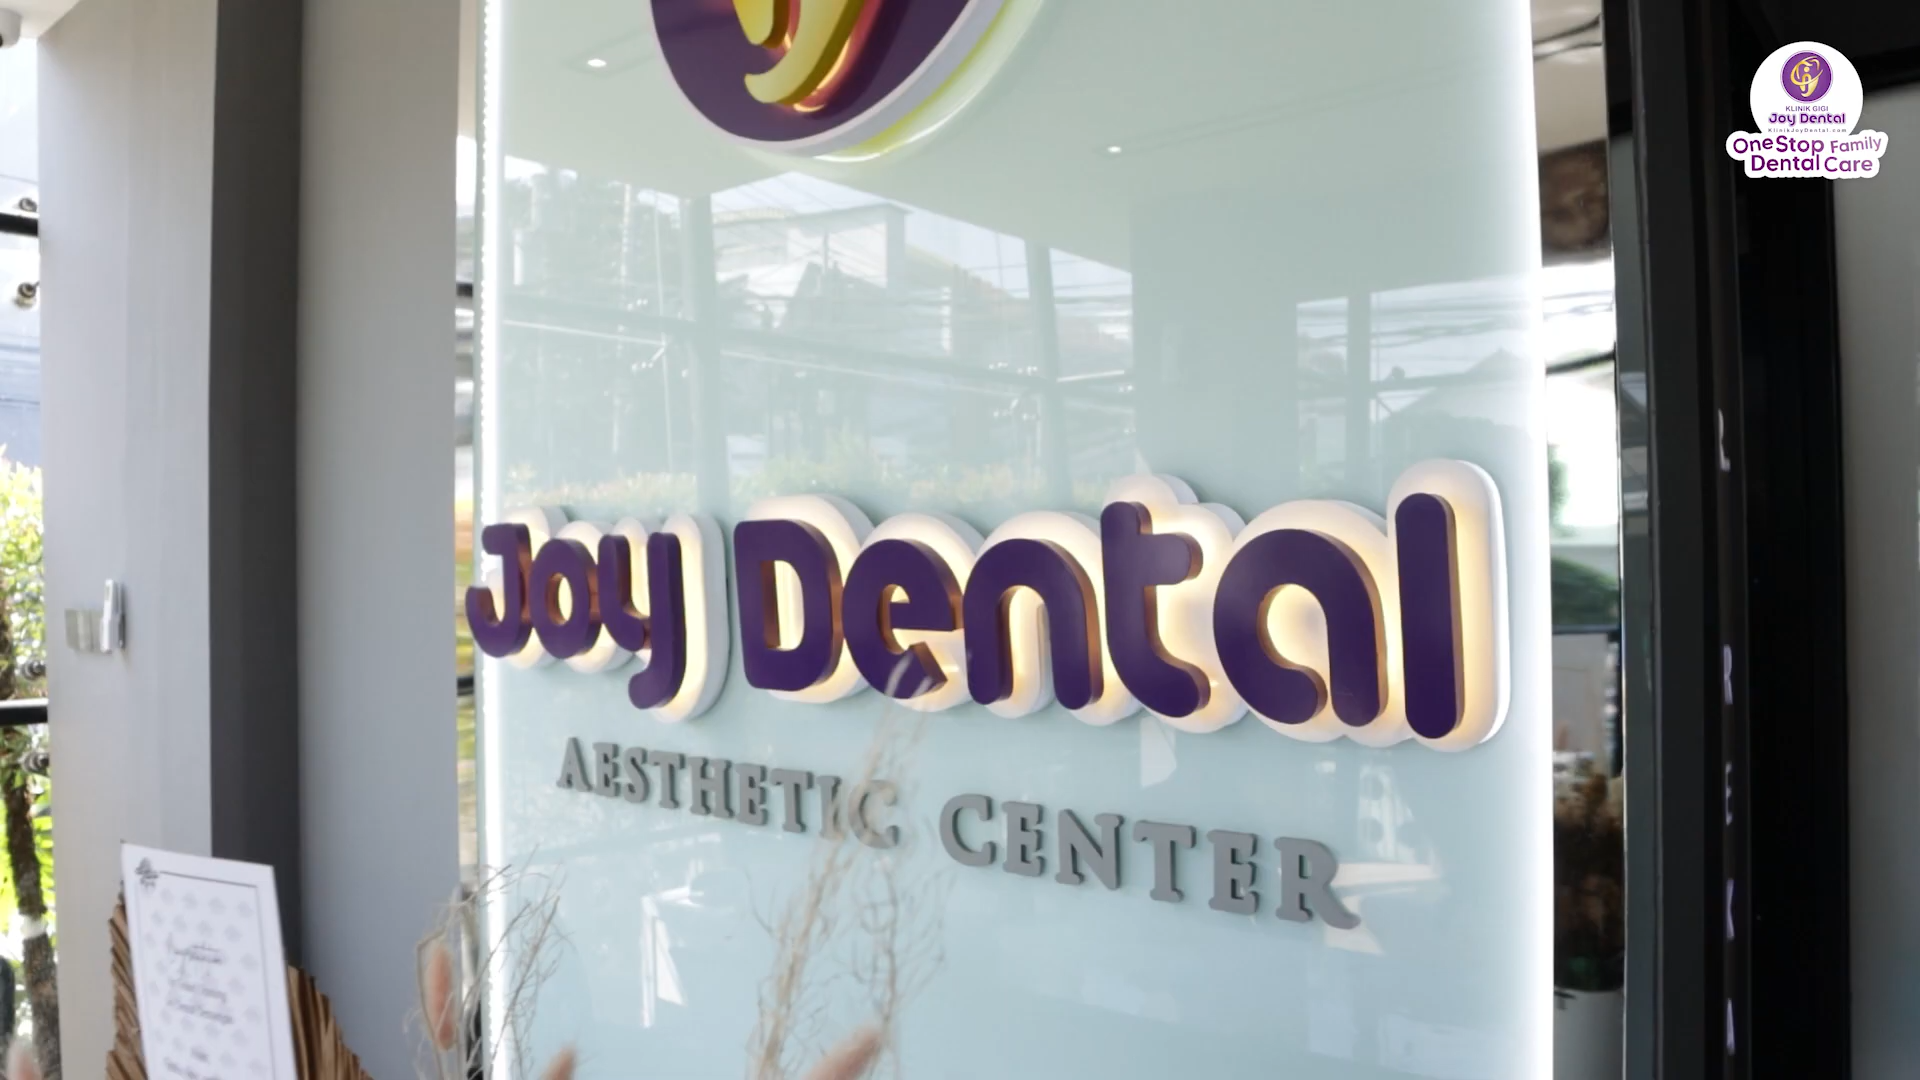 KLINIK GIGI
Joy Dental
KlinikJoyDental.com
One Stop Family
Dental Care
Joy Dental
AESTHETIC CENTER